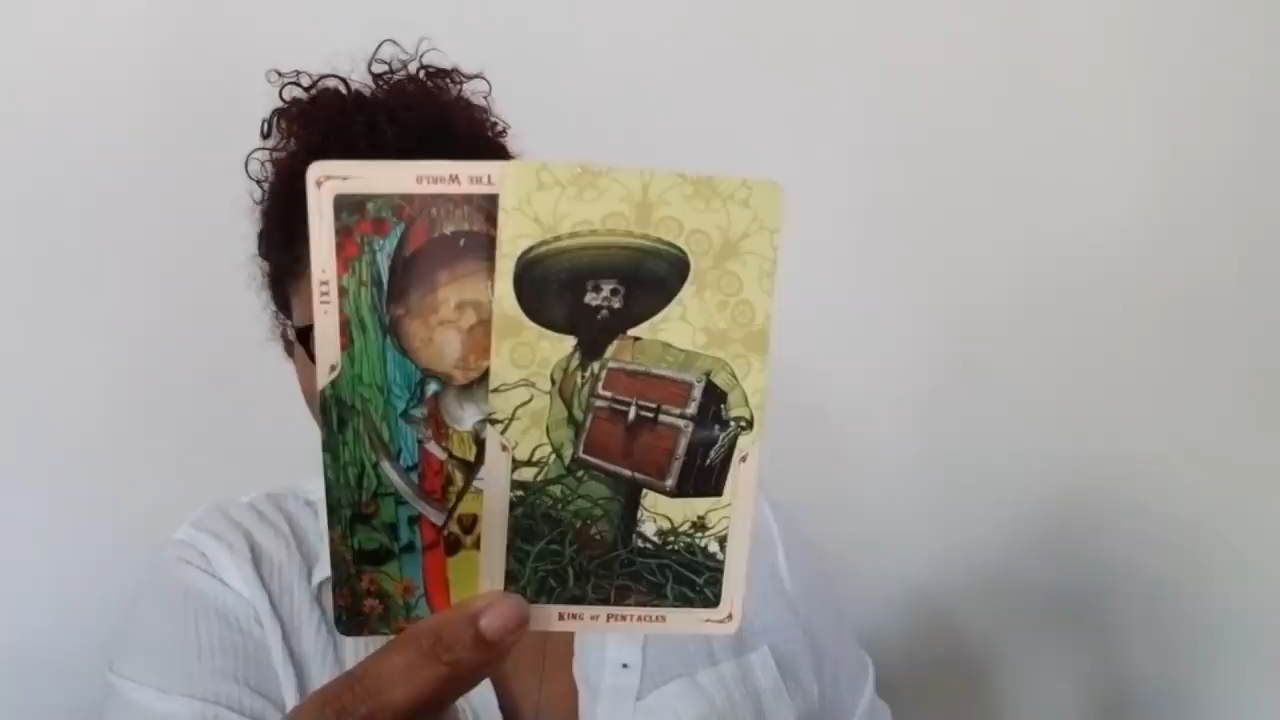 THE WORLD
· XXI ·
KING OF PENTACLES